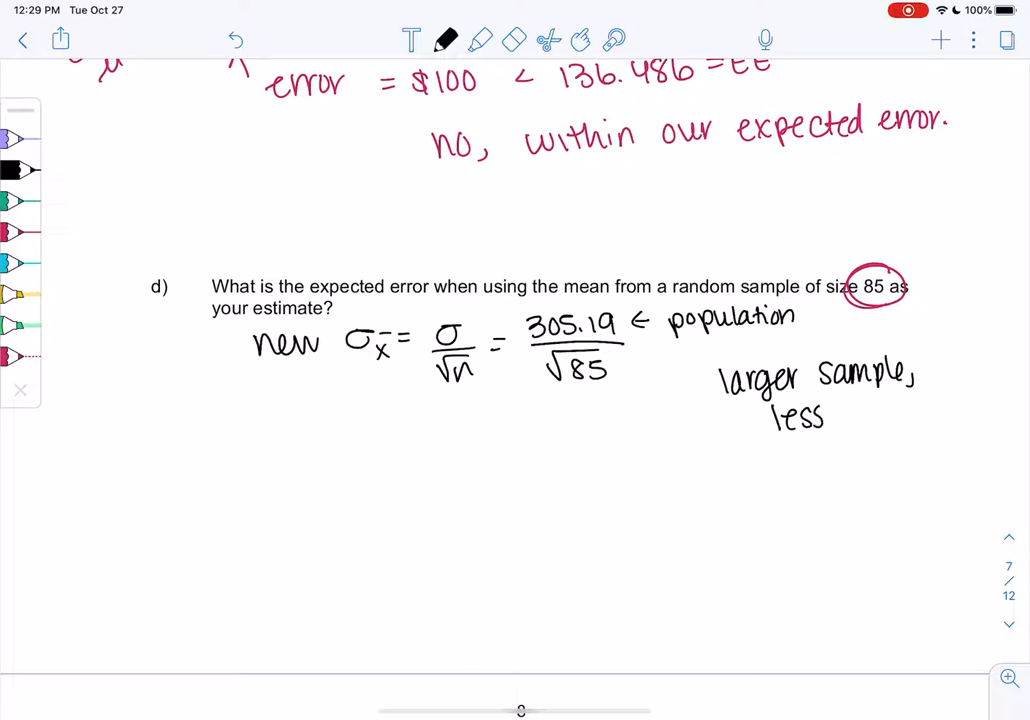 12:29 PM Tue Oct 27
100%
μ
error = $100 < 136.486 = EE
no, within our expected error.
d) What is the expected error when using the mean from a random sample of size 85 as
your estimate?
new σx̄ = σ/√n = 305.19/√85 ← population
larger sample,
less
7
/
12
8